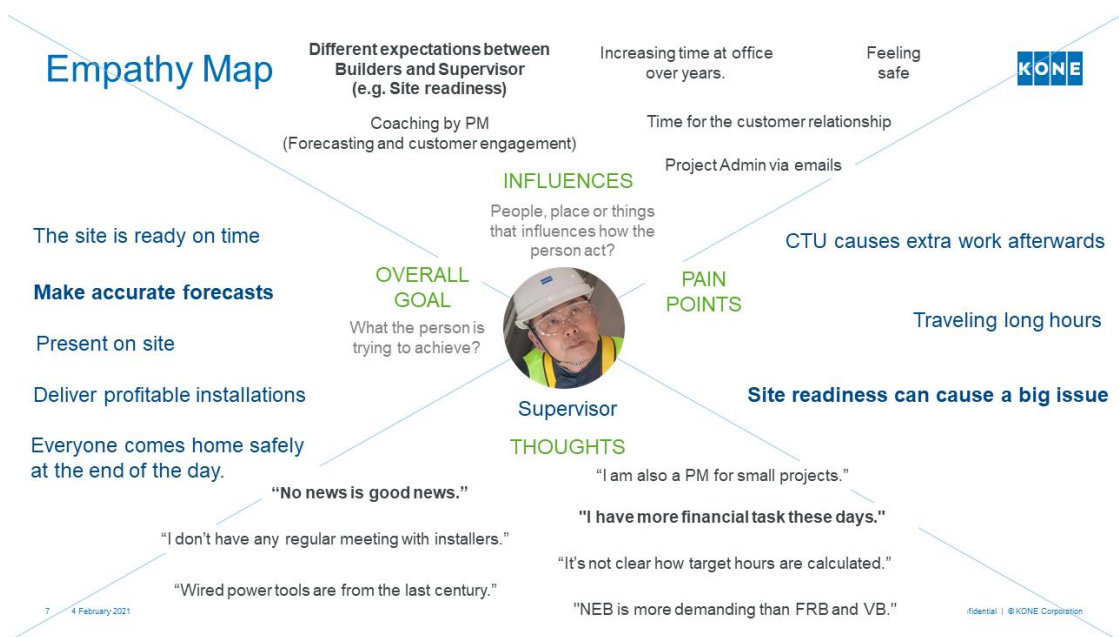 Empathy Map
Different expectations between
Builders and Supervisor
(e.g. Site readiness)
Increasing time at office
over years.
Feeling
safe
KONE
Coaching by PM
(Forecasting and customer engagement)
Time for the customer relationship
Project Admin via emails
INFLUENCES
People, place or things
that influences how the
person act?
The site is ready on time
Make accurate forecasts
Present on site
Deliver profitable installations
Everyone comes home safely
at the end of the day.
OVERALL
GOAL
What the person is
trying to achieve?
PAIN
POINTS
CTU causes extra work afterwards
Traveling long hours
Site readiness can cause a big issue
Supervisor
THOUGHTS
“No news is good news.”
“I don’t have any regular meeting with installers.”
“Wired power tools are from the last century.”
“I am also a PM for small projects.”
"I have more financial task these days."
“It’s not clear how target hours are calculated.”
"NEB is more demanding than FRB and VB."
7 4 February 2021
fidential | © KONE Corporation